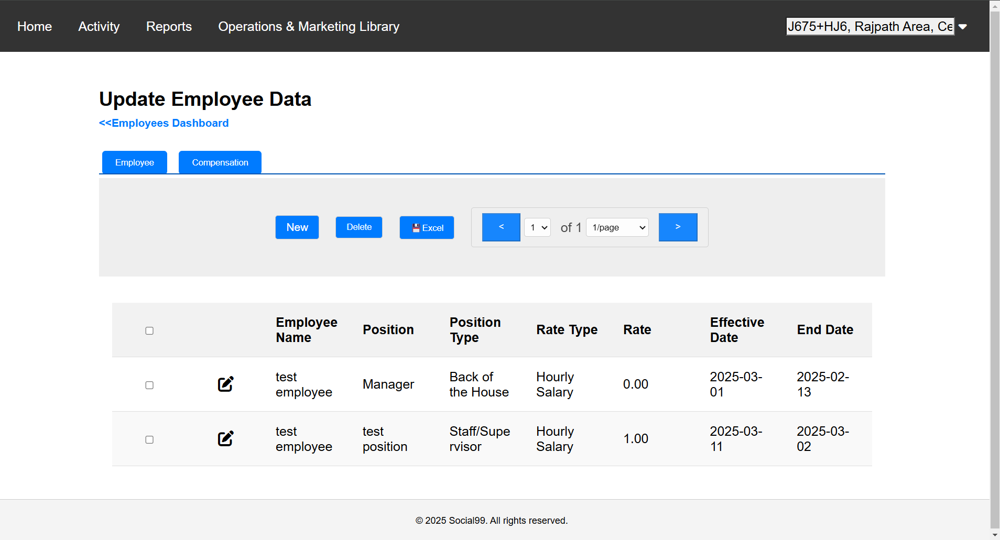 Home Activity Reports Operations & Marketing Library J675+HJ6, Rajpath Area, Ce
Update Employee Data
<<Employees Dashboard
Employee Compensation
New Delete Excel < 1 of 1 1/page >
Employee Name Position Position Type Rate Type Rate Effective Date End Date
test employee Manager Back of the House Hourly Salary 0.00 2025-03-01 2025-02-13
test employee test position Staff/Supervisor Hourly Salary 1.00 2025-03-11 2025-03-02
© 2025 Social99. All rights reserved.